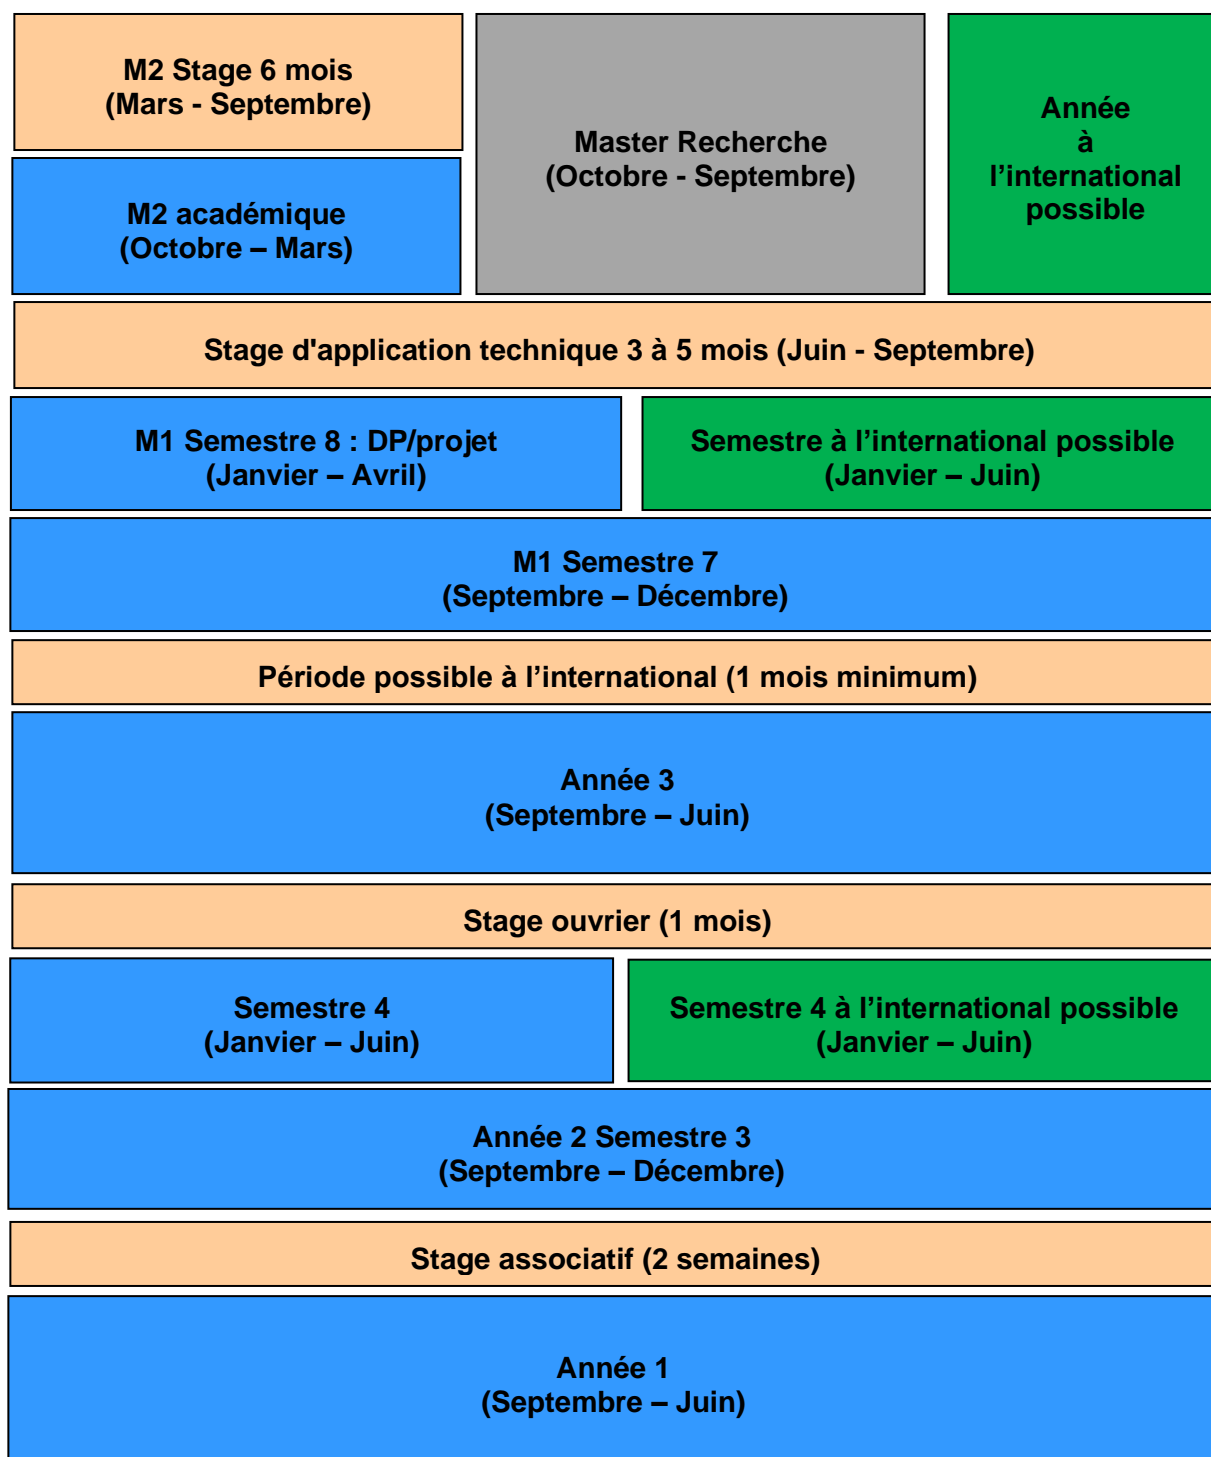 M2 Stage 6 mois
(Mars - Septembre)
M2 académique
(Octobre – Mars)
Master Recherche
(Octobre - Septembre)
Année
à
l’international
possible
Stage d'application technique 3 à 5 mois (Juin - Septembre)
M1 Semestre 8 : DP/projet
(Janvier – Avril)
Semestre à l’international possible
(Janvier – Juin)
M1 Semestre 7
(Septembre – Décembre)
Période possible à l’international (1 mois minimum)
Année 3
(Septembre – Juin)
Stage ouvrier (1 mois)
Semestre 4
(Janvier – Juin)
Semestre 4 à l’international possible
(Janvier – Juin)
Année 2 Semestre 3
(Septembre – Décembre)
Stage associatif (2 semaines)
Année 1
(Septembre – Juin)